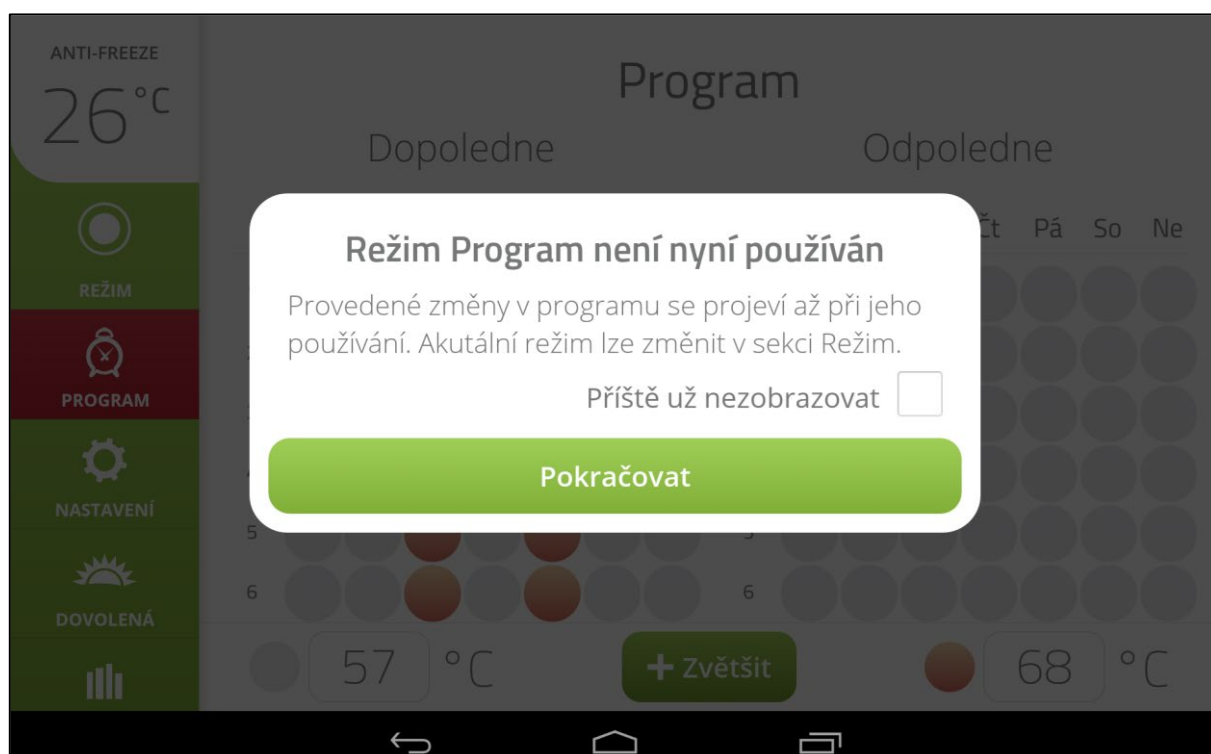 ANTI-FREEZE
26 °C
REŽIM
PROGRAM
NASTAVENÍ
DOVOLENÁ
Program
Dopoledne
Odpoledne
Čt Pá So Ne
Režim Program není nyní používán
Provedené změny v programu se projeví až při jeho
používání. Akutální režim lze změnit v sekci Režim.
Příště už nezobrazovat
Pokračovat
5
6
6
57 °C
+ Zvětšit
68 °C